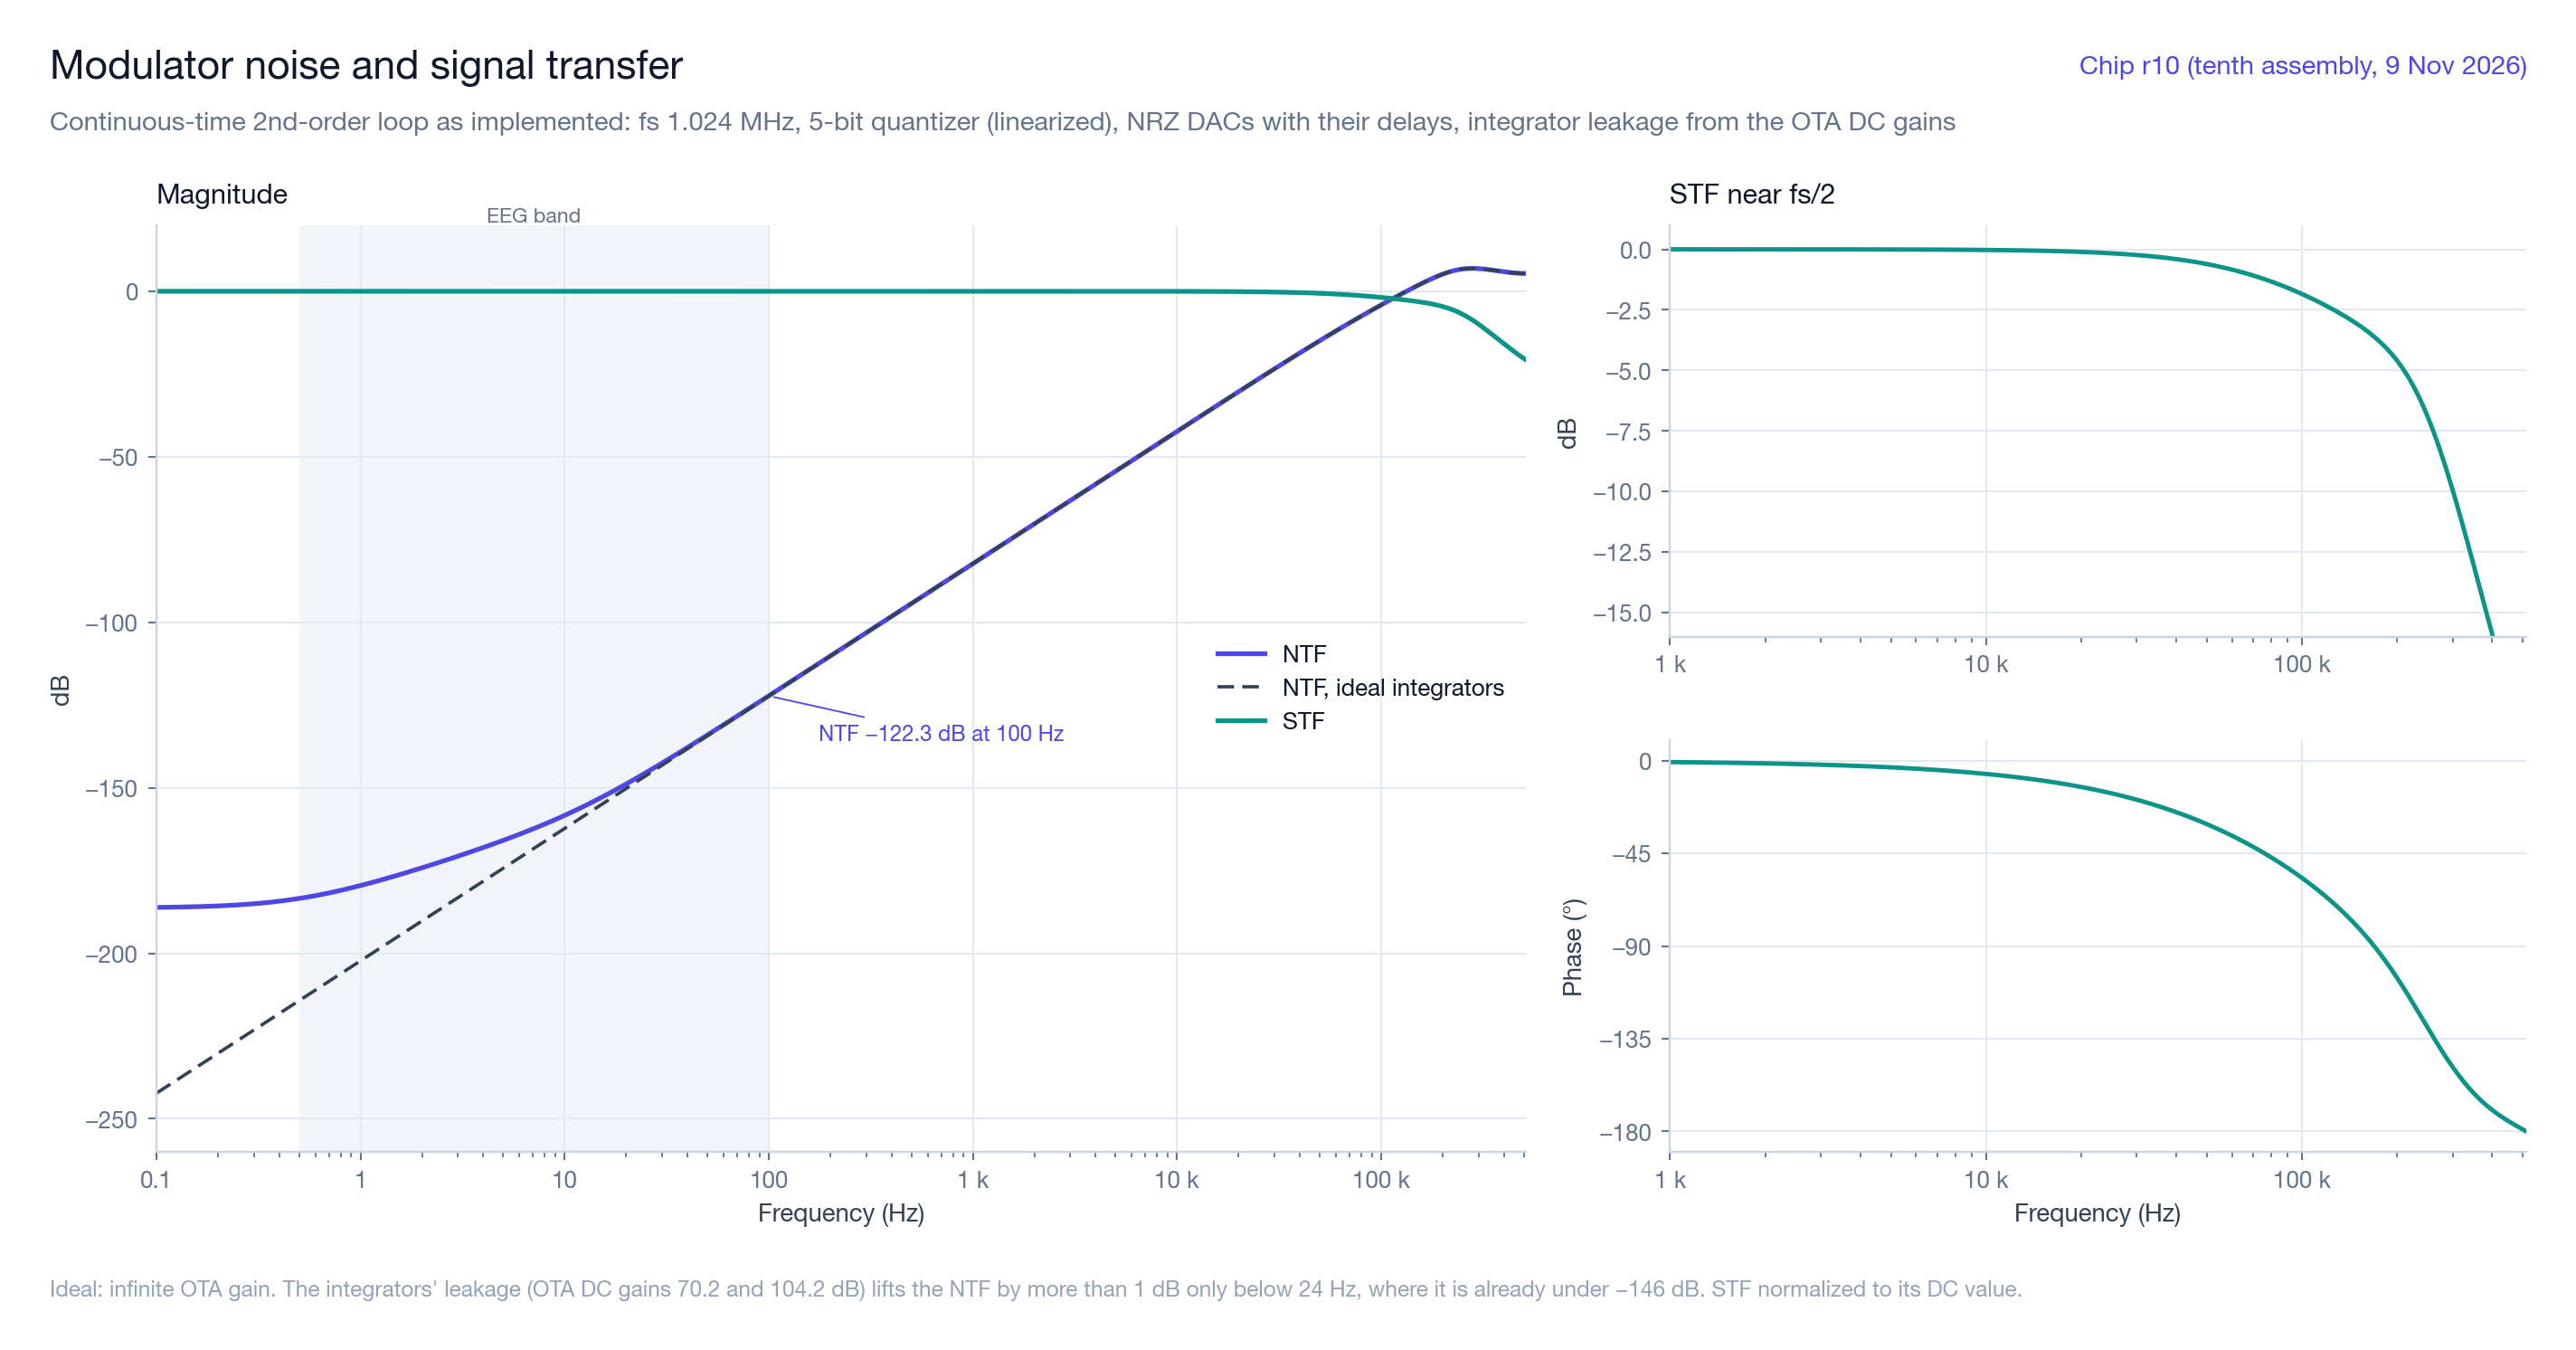 Modulator noise and signal transfer
Chip r10 (tenth assembly, 9 Nov 2026)
Continuous-time 2nd-order loop as implemented: fs 1.024 MHz, 5-bit quantizer (linearized), NRZ DACs with their delays, integrator leakage from the OTA DC gains
Magnitude
EEG band
dB
0
−50
−100
−150
−200
−250
NTF
NTF, ideal integrators
STF
NTF −122.3 dB at 100 Hz
0.1
1
10
100
1 k
10 k
100 k
Frequency (Hz)
STF near fs/2
dB
0.0
−2.5
−5.0
−7.5
−10.0
−12.5
−15.0
1 k
10 k
100 k
Phase (°)
0
−45
−90
−135
−180
1 k
10 k
100 k
Frequency (Hz)
Ideal: infinite OTA gain. The integrators' leakage (OTA DC gains 70.2 and 104.2 dB) lifts the NTF by more than 1 dB only below 24 Hz, where it is already under −146 dB. STF normalized to its DC value.